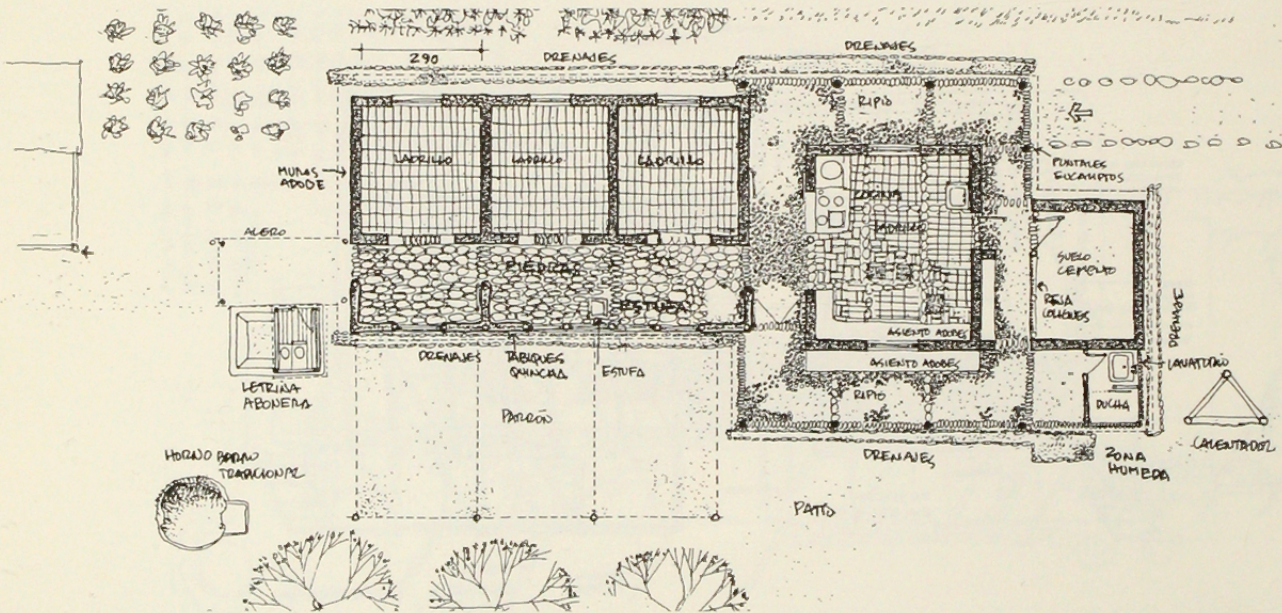 290
DRENAJES
DRENAJES
RIPIO
MUROS
ADOBE
LADRILLO
LADRILLO
LADRILLO
PUNTALES
EUCALIPTOS
COCINA
LADRILLO
ALERO
PIEDRAS
SUELO
CEMENTO
ESTUFA
REJA
COLIHUES
DRENAJE
ASIENTO ADOBES
ASIENTO ADOBES
DRENAJES
TABIQUES
QUINCHA
ESTUFA
LAVATORIO
LETRINA
ABONERA
PARRÓN
RIPIO
DUCHA
CALENTADOR
HORNO BARRO
TRADICIONAL
DRENAJES
ZONA
HUMEDA
PATIO